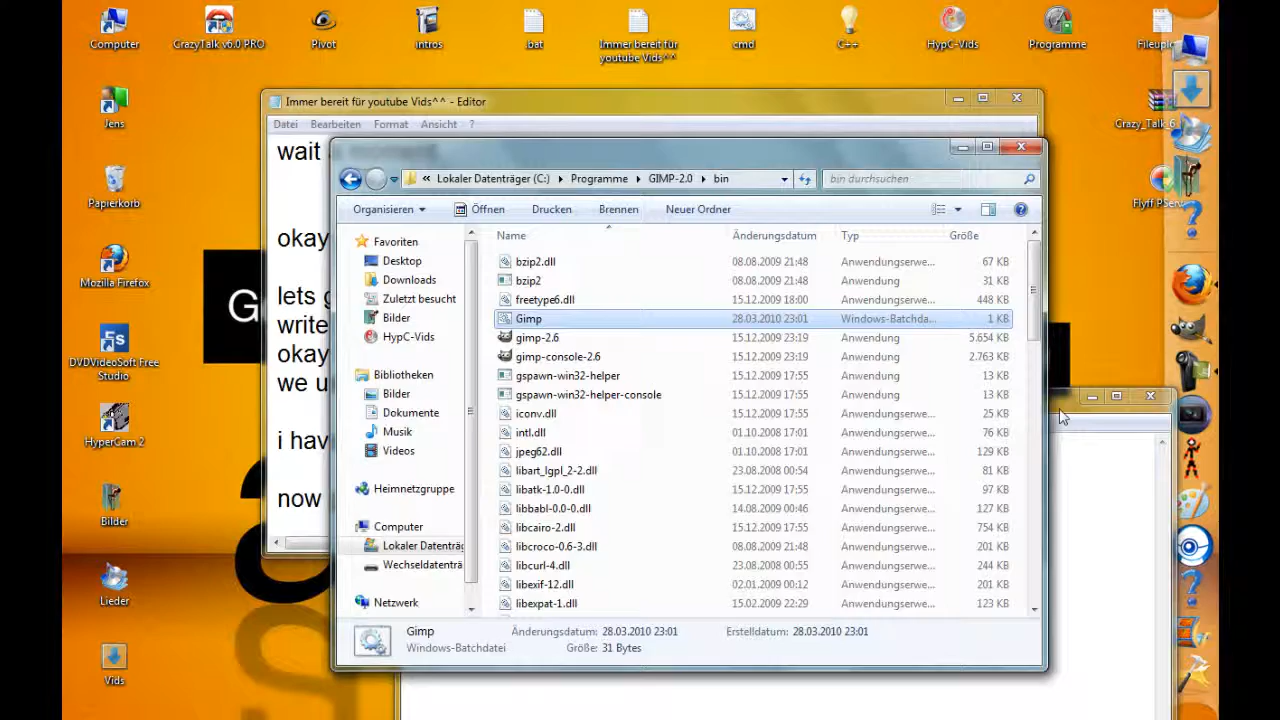 Computer
CrazyTalk v6.0 PRO
Pivot
intros
.bat
Immer bereit für
youtube Vids^^
cmd
C++
HypC-Vids
Programme
Jens
Papierkorb
Mozilla Firefox
DVDVideoSoft Free
Studio
HyperCam 2
Bilder
Lieder
Vids
Crazy_Talk_6
Immer bereit für youtube Vids^^ - Editor
Datei Bearbeiten Format Ansicht ?
wait
okay
lets
write
okay
we u
i hav
now
G
« Lokaler Datenträger (C:) Programme GIMP-2.0 bin
bin durchsuchen
Organisieren Öffnen Drucken Brennen Neuer Ordner
Favoriten
Desktop
Downloads
Zuletzt besucht
Bilder
HypC-Vids
Bibliotheken
Bilder
Dokumente
Musik
Videos
Heimnetzgruppe
Computer
Lokaler Datenträg
Wechseldatenträ
Netzwerk
Name Änderungsdatum Typ Größe
bzip2.dll 08.08.2009 21:48 Anwendungserwe... 67 KB
bzip2 08.08.2009 21:48 Anwendung 31 KB
freetype6.dll 15.12.2009 18:00 Anwendungserwe... 448 KB
Gimp 28.03.2010 23:01 Windows-Batchda... 1 KB
gimp-2.6 15.12.2009 23:19 Anwendung 5.654 KB
gimp-console-2.6 15.12.2009 23:19 Anwendung 2.763 KB
gspawn-win32-helper 15.12.2009 17:55 Anwendung 13 KB
gspawn-win32-helper-console 15.12.2009 17:55 Anwendung 13 KB
iconv.dll 15.12.2009 17:55 Anwendungserwe... 25 KB
intl.dll 01.10.2008 17:01 Anwendungserwe... 76 KB
jpeg62.dll 01.10.2008 17:01 Anwendungserwe... 129 KB
libart_lgpl_2-2.dll 23.08.2008 00:54 Anwendungserwe... 81 KB
libatk-1.0-0.dll 15.12.2009 17:55 Anwendungserwe... 97 KB
libbabl-0.0-0.dll 14.08.2009 00:46 Anwendungserwe... 127 KB
libcairo-2.dll 15.12.2009 17:55 Anwendungserwe... 754 KB
libcroco-0.6-3.dll 08.08.2009 21:48 Anwendungserwe... 201 KB
libcurl-4.dll 23.08.2008 00:55 Anwendungserwe... 244 KB
libexif-12.dll 02.01.2009 00:12 Anwendungserwe... 201 KB
libexpat-1.dll 15.02.2009 22:29 Anwendungserwe... 123 KB
Gimp Änderungsdatum: 28.03.2010 23:01 Erstelldatum: 28.03.2010 23:01
Windows-Batchdatei Größe: 31 Bytes